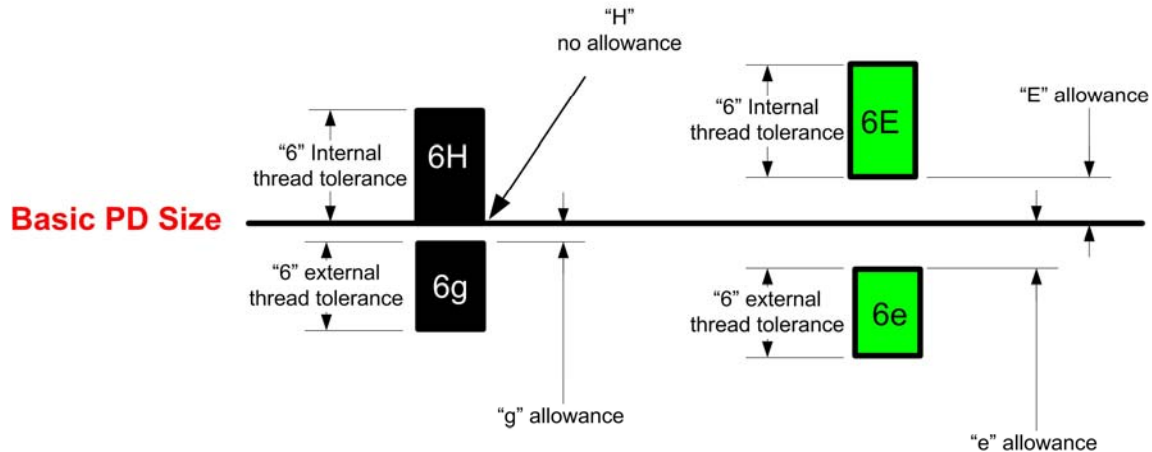 “H”
no allowance
“6” Internal
thread tolerance
6H
“6” Internal
thread tolerance
6E
“E” allowance
Basic PD Size
“6” external
thread tolerance
6g
“6” external
thread tolerance
6e
“g” allowance
“e” allowance